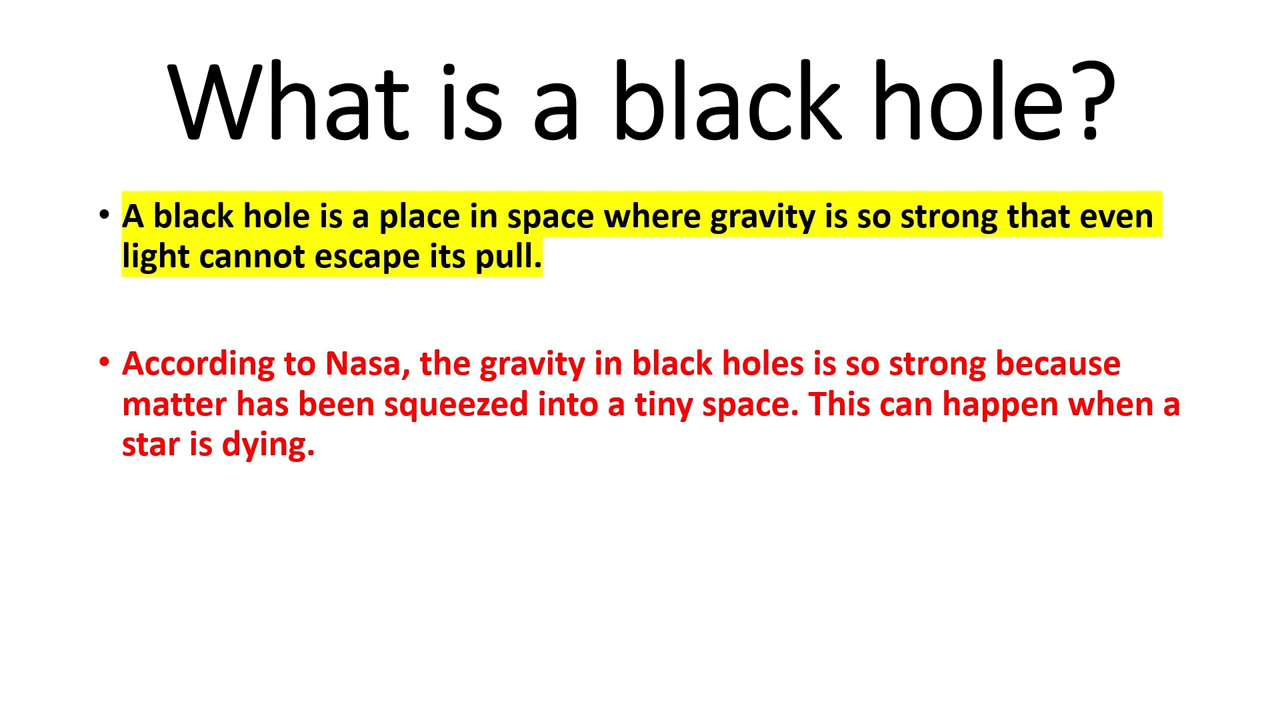 What is a black hole?
• A black hole is a place in space where gravity is so strong that even
light cannot escape its pull.
• According to Nasa, the gravity in black holes is so strong because
matter has been squeezed into a tiny space. This can happen when a
star is dying.